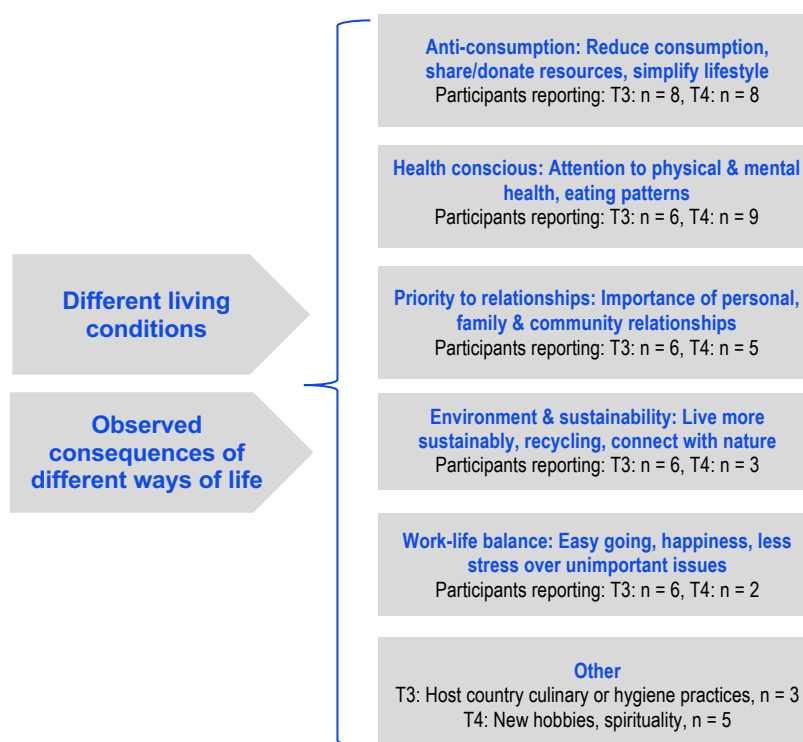 Different living
conditions
Observed
consequences of
different ways of life
Anti-consumption: Reduce consumption,
share/donate resources, simplify lifestyle
Participants reporting: T3: n = 8, T4: n = 8
Health conscious: Attention to physical & mental
health, eating patterns
Participants reporting: T3: n = 6, T4: n = 9
Priority to relationships: Importance of personal,
family & community relationships
Participants reporting: T3: n = 6, T4: n = 5
Environment & sustainability: Live more
sustainably, recycling, connect with nature
Participants reporting: T3: n = 6, T4: n = 3
Work-life balance: Easy going, happiness, less
stress over unimportant issues
Participants reporting: T3: n = 6, T4: n = 2
Other
T3: Host country culinary or hygiene practices, n = 3
T4: New hobbies, spirituality, n = 5